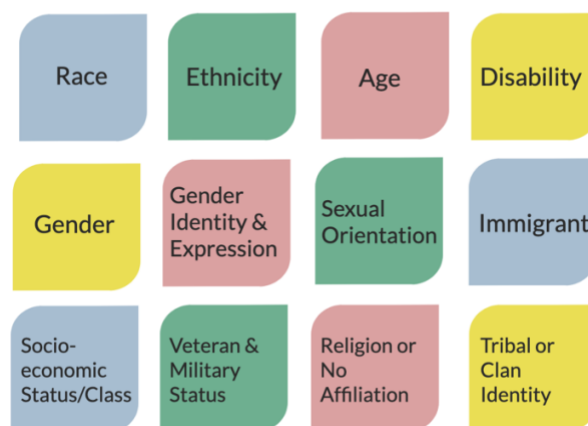 Race
Ethnicity
Age
Disability
Gender
Gender
Identity &
Expression
Sexual
Orientation
Immigrant
Socio-
economic
Status/Class
Veteran &
Military
Status
Religion or
No
Affiliation
Tribal or
Clan
Identity